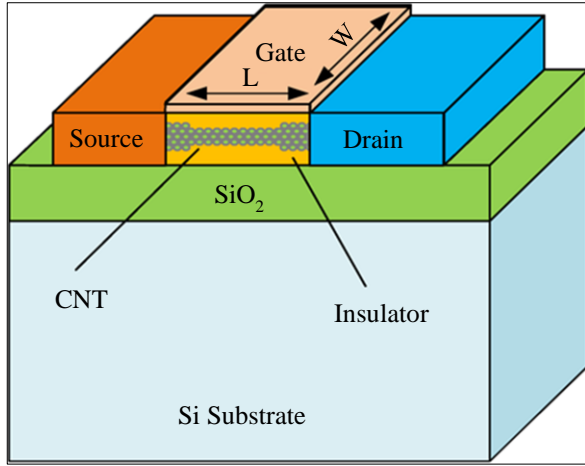 Gate
W
L
Source
Drain
SiO₂
CNT
Insulator
Si Substrate